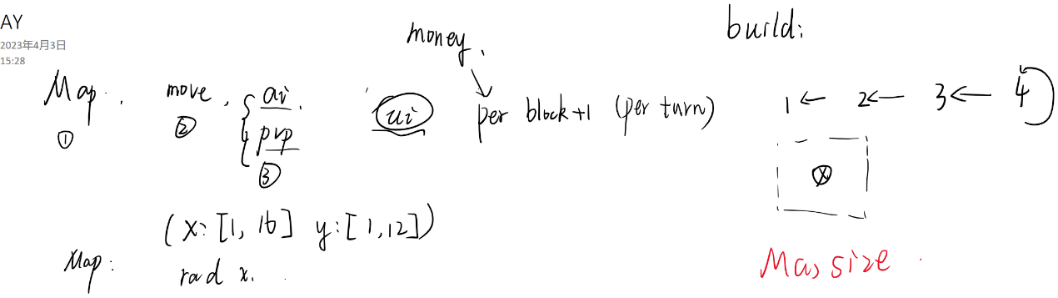 AY
2023年4月3日
15:28
money.
build:
Map. move. ai. ui per block+1 (per turn) 1 ← 2 ← 3 ← 4
① ② pvp
③
(x: [1, 16] y: [1,12])
Map: rad x.
size